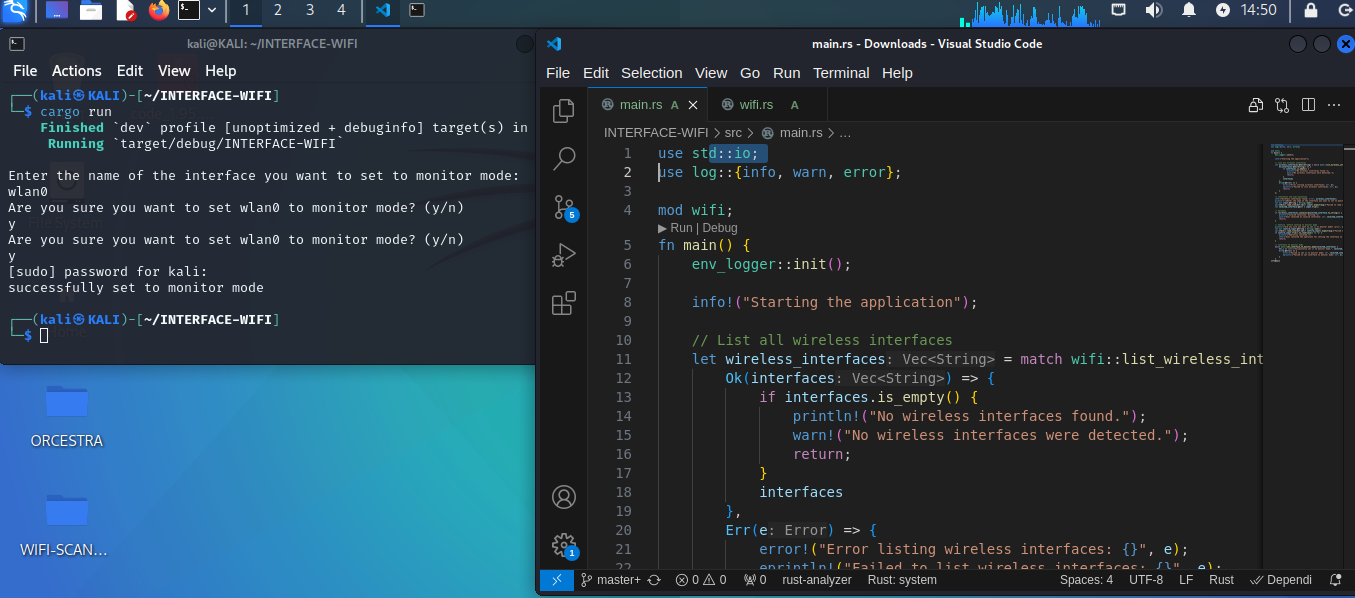 1 2 3 4 14:50
kali@KALI: ~/INTERFACE-WIFI
File Actions Edit View Help
┌──(kali㉿KALI)-[~/INTERFACE-WIFI]
└─$ cargo run
    Finished `dev` profile [unoptimized + debuginfo] target(s) in
     Running `target/debug/INTERFACE-WIFI`
Enter the name of the interface you want to set to monitor mode:
wlan0
Are you sure you want to set wlan0 to monitor mode? (y/n)
y
Are you sure you want to set wlan0 to monitor mode? (y/n)
y
[sudo] password for kali:
successfully set to monitor mode
┌──(kali㉿KALI)-[~/INTERFACE-WIFI]
└─$
ORCESTRA
WIFI-SCAN...
main.rs - Downloads - Visual Studio Code
File Edit Selection View Go Run Terminal Help
main.rs A wifi.rs A
INTERFACE-WIFI > src > main.rs > ...
5
1
1 use std::io;
2 use log::{info, warn, error};
3
4 mod wifi;
▶ Run | Debug
5 fn main() {
6     env_logger::init();
7
8     info!("Starting the application");
9
10     // List all wireless interfaces
11     let wireless_interfaces: Vec<String> = match wifi::list_wireless_int
12         Ok(interfaces: Vec<String>) => {
13             if interfaces.is_empty() {
14                 println!("No wireless interfaces found.");
15                 warn!("No wireless interfaces were detected.");
16                 return;
17             }
18             interfaces
19         },
20         Err(e: Error) => {
21             error!("Error listing wireless interfaces: {}", e);
22             eprintln!("Failed to list wireless interfaces: {}", e);
master+ 0 0 0 rust-analyzer Rust: system Spaces: 4 UTF-8 LF Rust Dependi